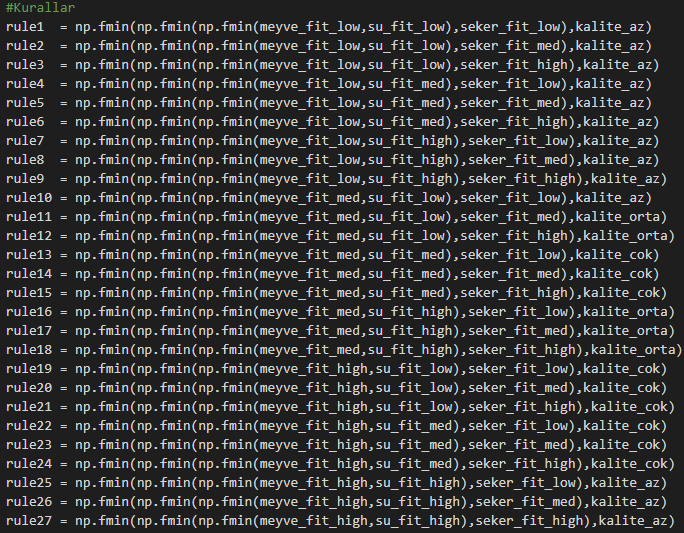 #Kurallar
rule1  = np.fmin(np.fmin(np.fmin(meyve_fit_low,su_fit_low),seker_fit_low),kalite_az)
rule2  = np.fmin(np.fmin(np.fmin(meyve_fit_low,su_fit_low),seker_fit_med),kalite_az)
rule3  = np.fmin(np.fmin(np.fmin(meyve_fit_low,su_fit_low),seker_fit_high),kalite_az)
rule4  = np.fmin(np.fmin(np.fmin(meyve_fit_low,su_fit_med),seker_fit_low),kalite_az)
rule5  = np.fmin(np.fmin(np.fmin(meyve_fit_low,su_fit_med),seker_fit_med),kalite_az)
rule6  = np.fmin(np.fmin(np.fmin(meyve_fit_low,su_fit_med),seker_fit_high),kalite_az)
rule7  = np.fmin(np.fmin(np.fmin(meyve_fit_low,su_fit_high),seker_fit_low),kalite_az)
rule8  = np.fmin(np.fmin(np.fmin(meyve_fit_low,su_fit_high),seker_fit_med),kalite_az)
rule9  = np.fmin(np.fmin(np.fmin(meyve_fit_low,su_fit_high),seker_fit_high),kalite_az)
rule10 = np.fmin(np.fmin(np.fmin(meyve_fit_med,su_fit_low),seker_fit_low),kalite_az)
rule11 = np.fmin(np.fmin(np.fmin(meyve_fit_med,su_fit_low),seker_fit_med),kalite_orta)
rule12 = np.fmin(np.fmin(np.fmin(meyve_fit_med,su_fit_low),seker_fit_high),kalite_orta)
rule13 = np.fmin(np.fmin(np.fmin(meyve_fit_med,su_fit_med),seker_fit_low),kalite_cok)
rule14 = np.fmin(np.fmin(np.fmin(meyve_fit_med,su_fit_med),seker_fit_med),kalite_cok)
rule15 = np.fmin(np.fmin(np.fmin(meyve_fit_med,su_fit_med),seker_fit_high),kalite_cok)
rule16 = np.fmin(np.fmin(np.fmin(meyve_fit_med,su_fit_high),seker_fit_low),kalite_orta)
rule17 = np.fmin(np.fmin(np.fmin(meyve_fit_med,su_fit_high),seker_fit_med),kalite_orta)
rule18 = np.fmin(np.fmin(np.fmin(meyve_fit_med,su_fit_high),seker_fit_high),kalite_orta)
rule19 = np.fmin(np.fmin(np.fmin(meyve_fit_high,su_fit_low),seker_fit_low),kalite_cok)
rule20 = np.fmin(np.fmin(np.fmin(meyve_fit_high,su_fit_low),seker_fit_med),kalite_cok)
rule21 = np.fmin(np.fmin(np.fmin(meyve_fit_high,su_fit_low),seker_fit_high),kalite_cok)
rule22 = np.fmin(np.fmin(np.fmin(meyve_fit_high,su_fit_med),seker_fit_low),kalite_cok)
rule23 = np.fmin(np.fmin(np.fmin(meyve_fit_high,su_fit_med),seker_fit_med),kalite_cok)
rule24 = np.fmin(np.fmin(np.fmin(meyve_fit_high,su_fit_med),seker_fit_high),kalite_cok)
rule25 = np.fmin(np.fmin(np.fmin(meyve_fit_high,su_fit_high),seker_fit_low),kalite_az)
rule26 = np.fmin(np.fmin(np.fmin(meyve_fit_high,su_fit_high),seker_fit_med),kalite_az)
rule27 = np.fmin(np.fmin(np.fmin(meyve_fit_high,su_fit_high),seker_fit_high),kalite_az)